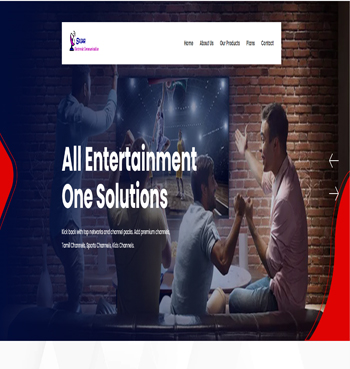 Home About Us Our Products Plans Contact
All Entertainment
One Solutions
Kick back with top networks and channel packs. Add premium channels,
Tamil Channels, Sports Channels, Kids Channels.